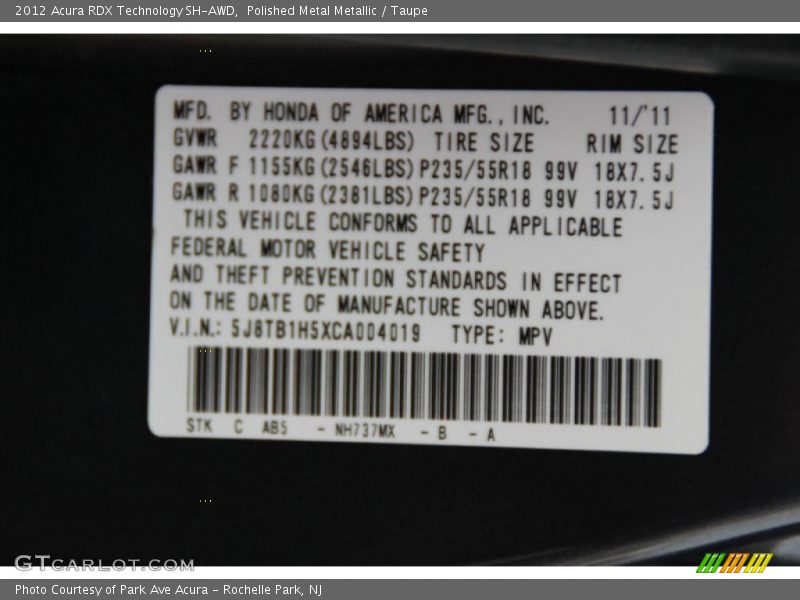 2012 Acura RDX Technology SH-AWD,  Polished Metal Metallic / Taupe
MFD. BY HONDA OF AMERICA MFG., INC. 11/'11
GVWR 2220KG(4894LBS) TIRE SIZE RIM SIZE
GAWR F 1155KG(2546LBS) P235/55R18 99V 18X7.5J
GAWR R 1080KG(2381LBS) P235/55R18 99V 18X7.5J
THIS VEHICLE CONFORMS TO ALL APPLICABLE
FEDERAL MOTOR VEHICLE SAFETY
AND THEFT PREVENTION STANDARDS IN EFFECT
ON THE DATE OF MANUFACTURE SHOWN ABOVE.
V.I.N.: 5J8TB1H5XCA004019 TYPE: MPV
STK C AB5 - NH737MX - B - A
GTcarlot.com
Photo Courtesy of Park Ave Acura - Rochelle Park, NJ